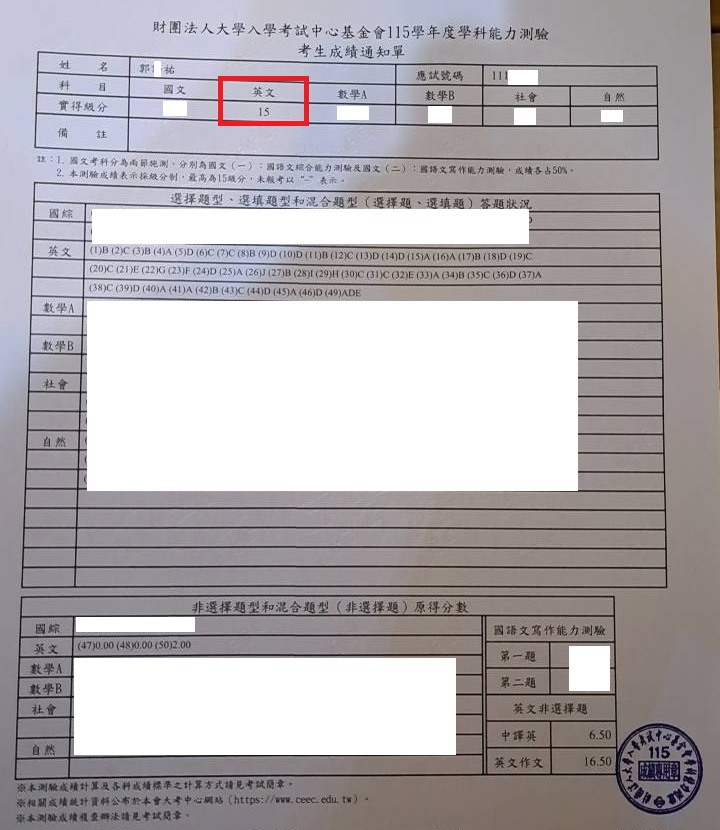 財團法人大學入學考試中心基金會115學年度學科能力測驗
考生成績通知單
姓名 郭 祐 應試號碼 111
科目 國文 英文 數學A 數學B 社會 自然
實得級分 15
備註
註：1. 國文考科分為兩節施測，分別為國文（一）：國語文綜合能力測驗及國文（二）：國語文寫作能力測驗，成績各占50%。
2. 本測驗成績表示採級分制，最高為15級分，未報考以 "-" 表示。
選擇題型、選填題型和混合題型（選擇題、選填題）答題狀況
國綜
英文 (1)B (2)C (3)B (4)A (5)D (6)C (7)C (8)B (9)D (10)D (11)B (12)C (13)D (14)D (15)A (16)A (17)B (18)D (19)C
(20)C (21)E (22)G (23)F (24)D (25)A (26)J (27)B (28)I (29)H (30)C (31)C (32)E (33)A (34)B (35)C (36)D (37)A
(38)C (39)D (40)A (41)A (42)B (43)C (44)D (45)A (46)D (49)ADE
數學A
數學B
社會
自然
非選擇題型和混合題型（非選擇題）原得分數
國綜
英文 (47)0.00 (48)0.00 (50)2.00
數學A
數學B
社會
自然
國語文寫作能力測驗
第一題
第二題
英文非選擇題
中譯英 6.50
英文作文 16.50
115
成績專用章
※本測驗成績計算及各科成績標準之計算方式請見考試簡章。
※相關成績統計資料公布於本會大考中心網站（https://www.ceec.edu.tw）。
※本測驗成績複查辦法請見考試簡章。